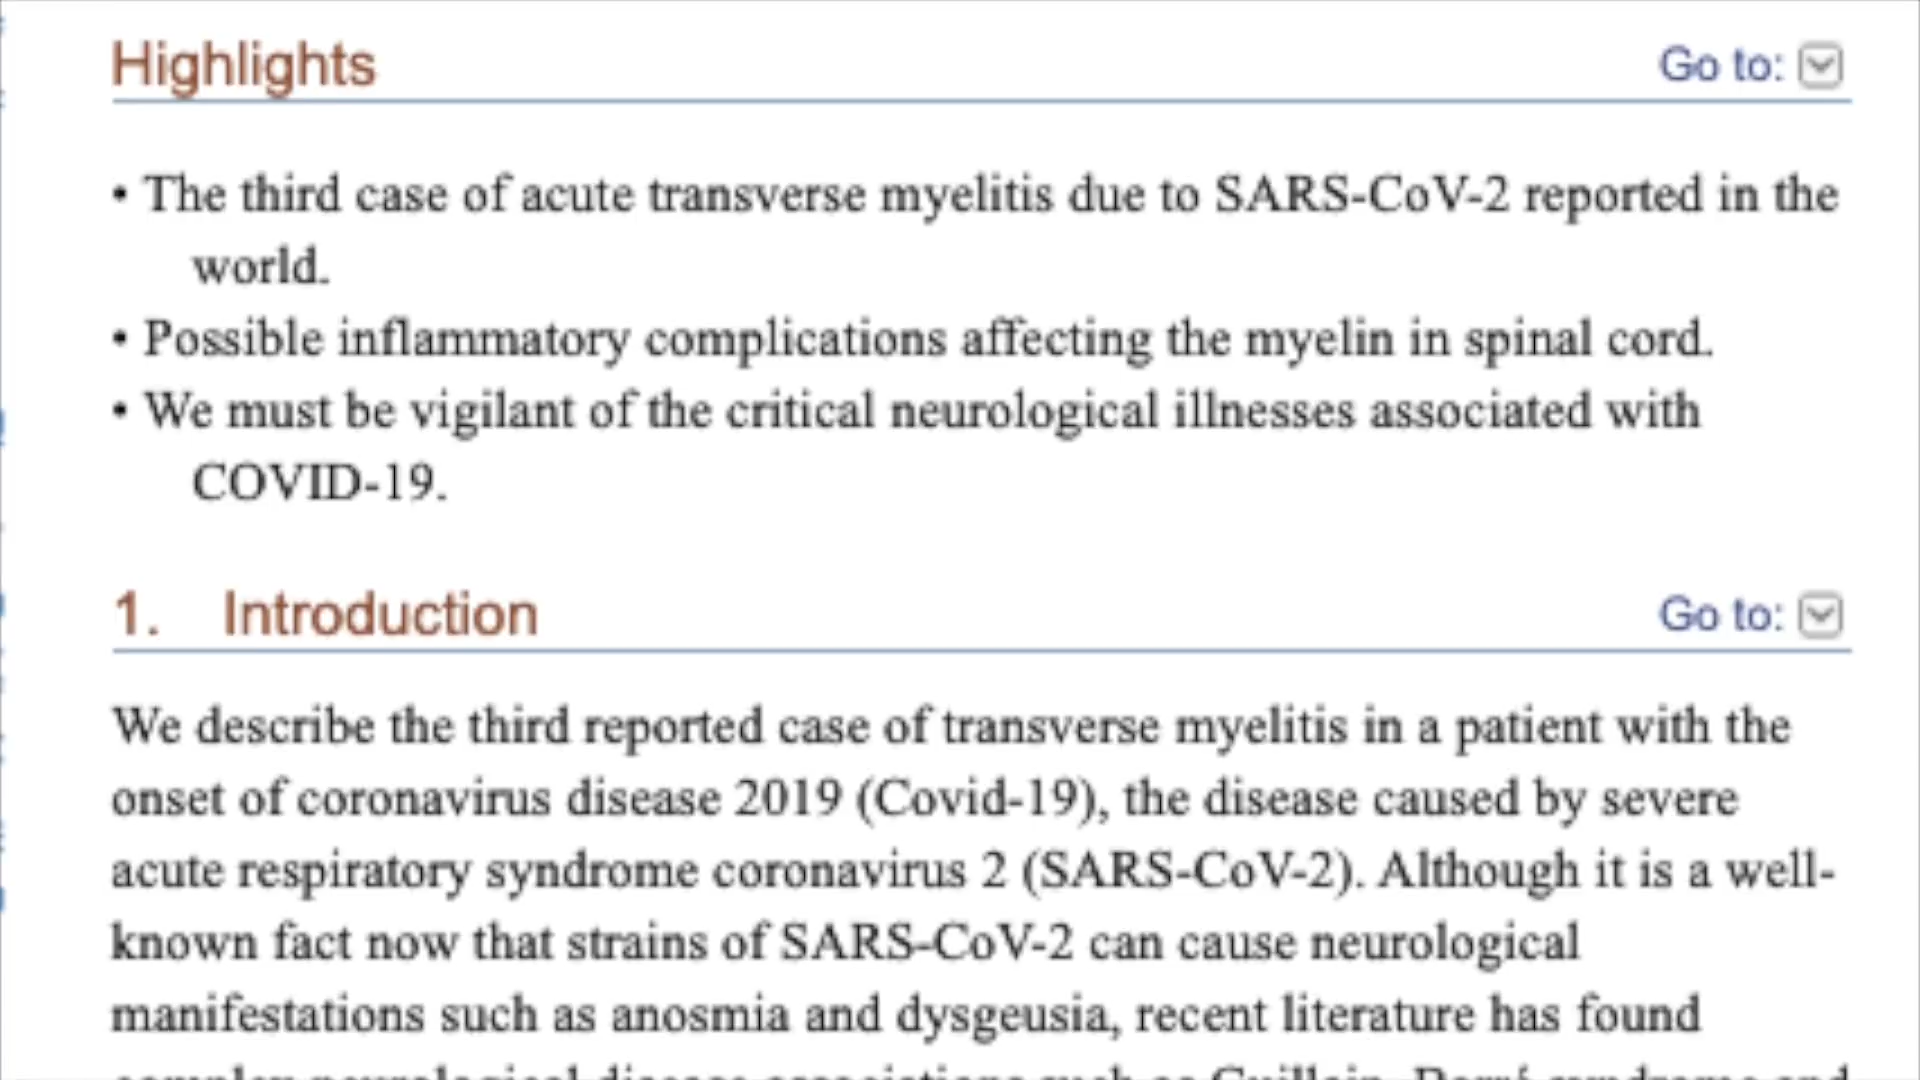 Highlights Go to:
• The third case of acute transverse myelitis due to SARS-CoV-2 reported in the
world.
• Possible inflammatory complications affecting the myelin in spinal cord.
• We must be vigilant of the critical neurological illnesses associated with
COVID-19.
1. Introduction Go to:
We describe the third reported case of transverse myelitis in a patient with the
onset of coronavirus disease 2019 (Covid-19), the disease caused by severe
acute respiratory syndrome coronavirus 2 (SARS-CoV-2). Although it is a well-
known fact now that strains of SARS-CoV-2 can cause neurological
manifestations such as anosmia and dysgeusia, recent literature has found